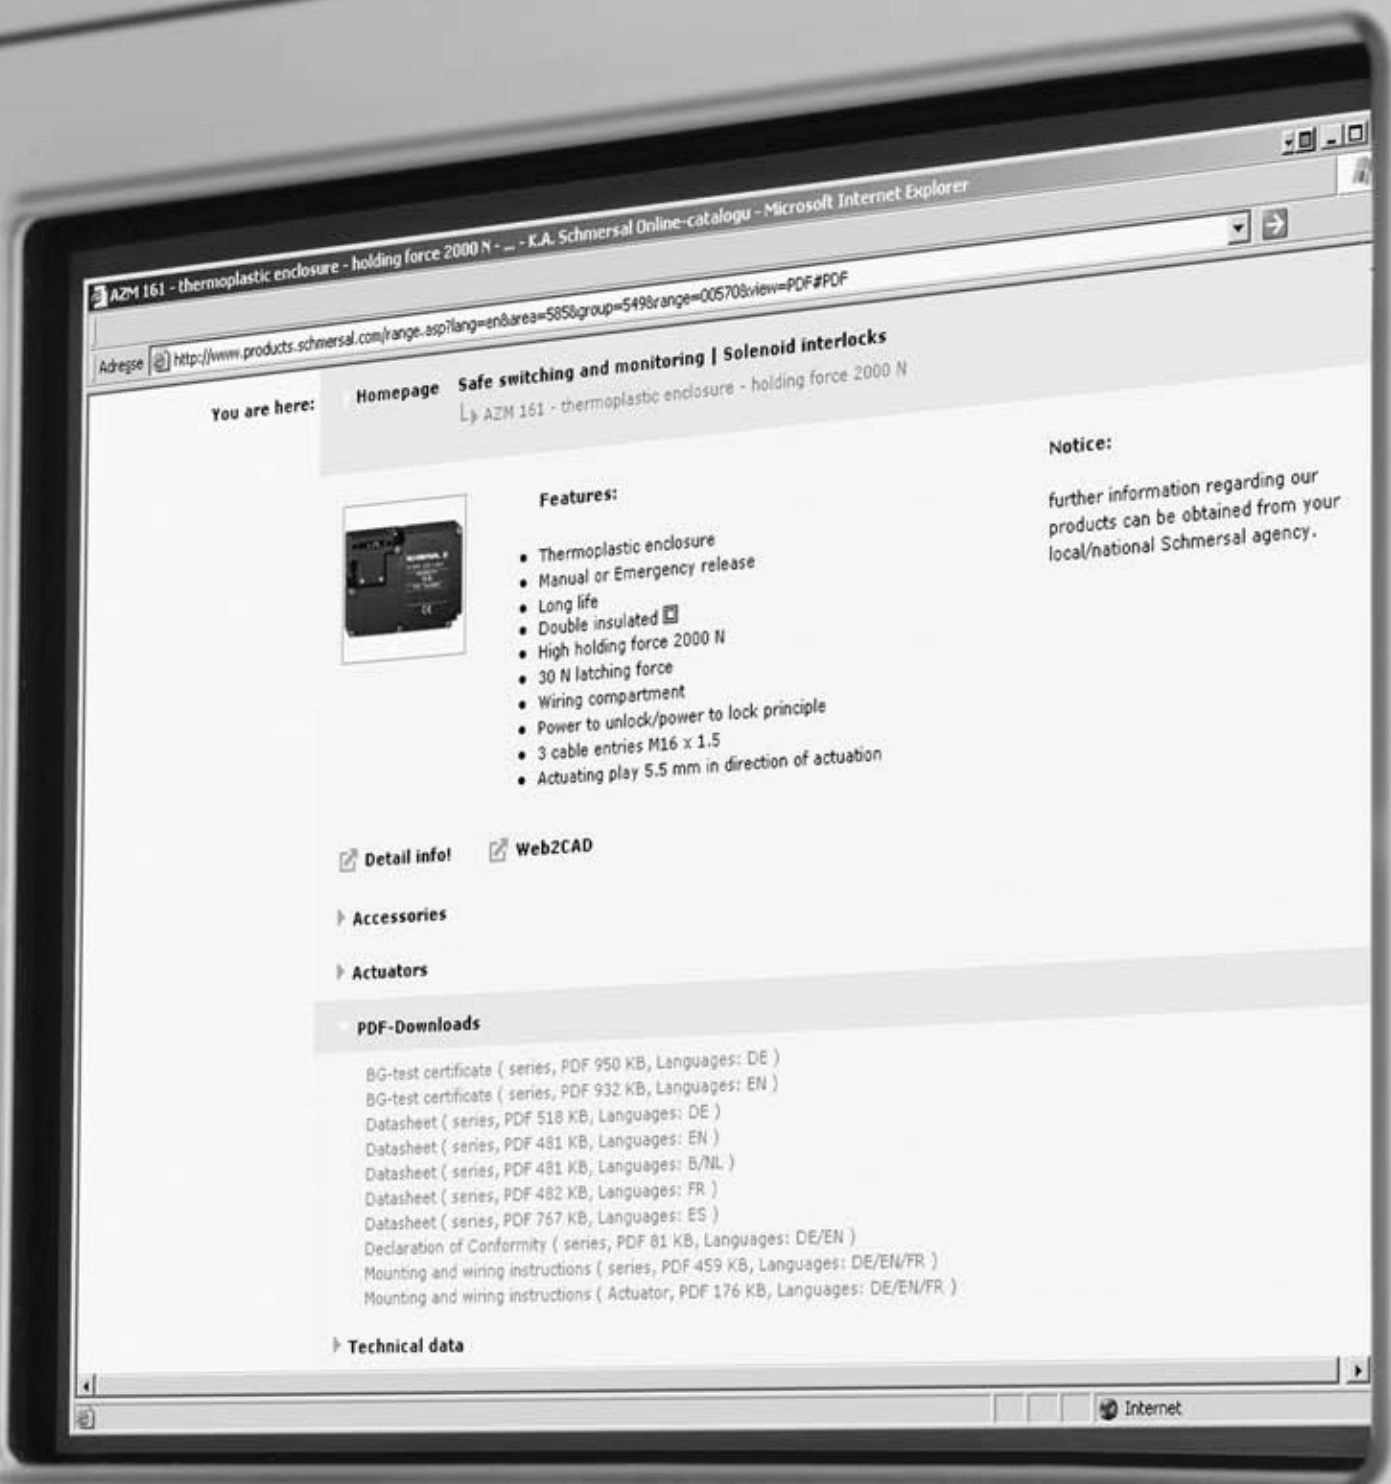 AZM 161 - thermoplastic enclosure - holding force 2000 N - ... - K.A. Schmersal Online-catalogu - Microsoft Internet Explorer
Adresse http://www.products.schmersal.com/range.asp?lang=en&area=585&group=549&range=00570&view=PDF#PDF
You are here: Homepage Safe switching and monitoring | Solenoid interlocks
AZM 161 - thermoplastic enclosure - holding force 2000 N
Features:
• Thermoplastic enclosure
• Manual or Emergency release
• Long life
• Double insulated
• High holding force 2000 N
• 30 N latching force
• Wiring compartment
• Power to unlock/power to lock principle
• 3 cable entries M16 x 1.5
• Actuating play 5.5 mm in direction of actuation
Notice:
further information regarding our
products can be obtained from your
local/national Schmersal agency.
SCHMERSAL
CE
Detail info! Web2CAD
Accessories
Actuators
PDF-Downloads
BG-test certificate ( series, PDF 950 KB, Languages: DE )
BG-test certificate ( series, PDF 932 KB, Languages: EN )
Datasheet ( series, PDF 518 KB, Languages: DE )
Datasheet ( series, PDF 481 KB, Languages: EN )
Datasheet ( series, PDF 481 KB, Languages: B/NL )
Datasheet ( series, PDF 482 KB, Languages: FR )
Datasheet ( series, PDF 767 KB, Languages: ES )
Declaration of Conformity ( series, PDF 81 KB, Languages: DE/EN )
Mounting and wiring instructions ( series, PDF 459 KB, Languages: DE/EN/FR )
Mounting and wiring instructions ( Actuator, PDF 176 KB, Languages: DE/EN/FR )
Technical data
Internet